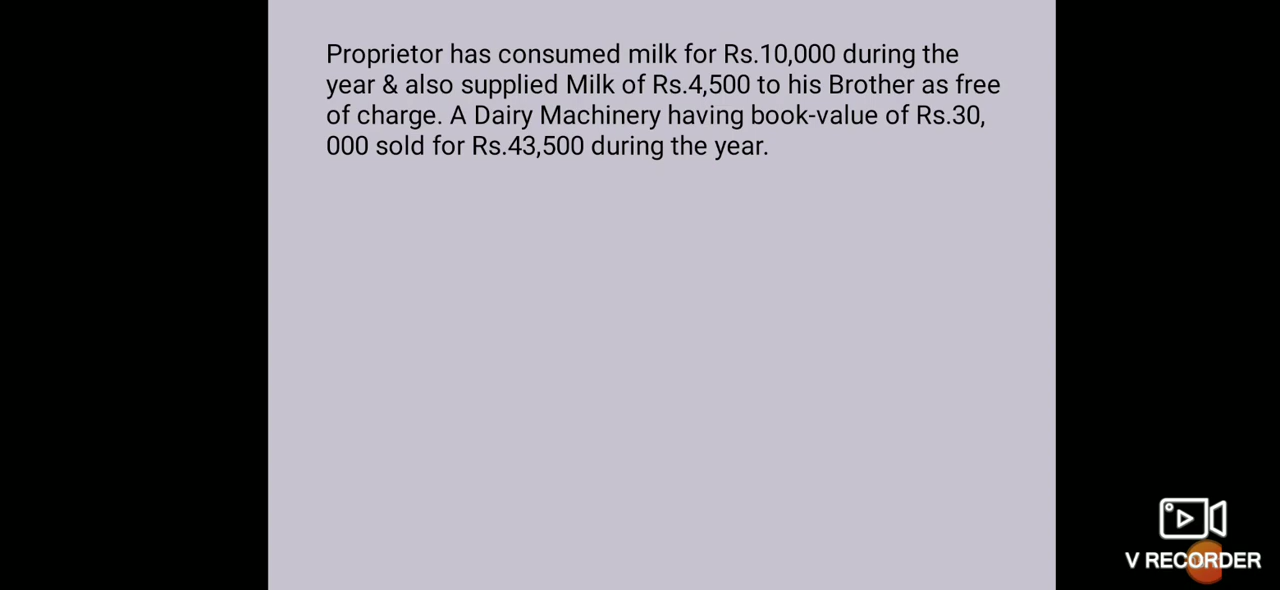 Proprietor has consumed milk for Rs.10,000 during the
year & also supplied Milk of Rs.4,500 to his Brother as free
of charge. A Dairy Machinery having book-value of Rs.30,
000 sold for Rs.43,500 during the year.
V RECORDER